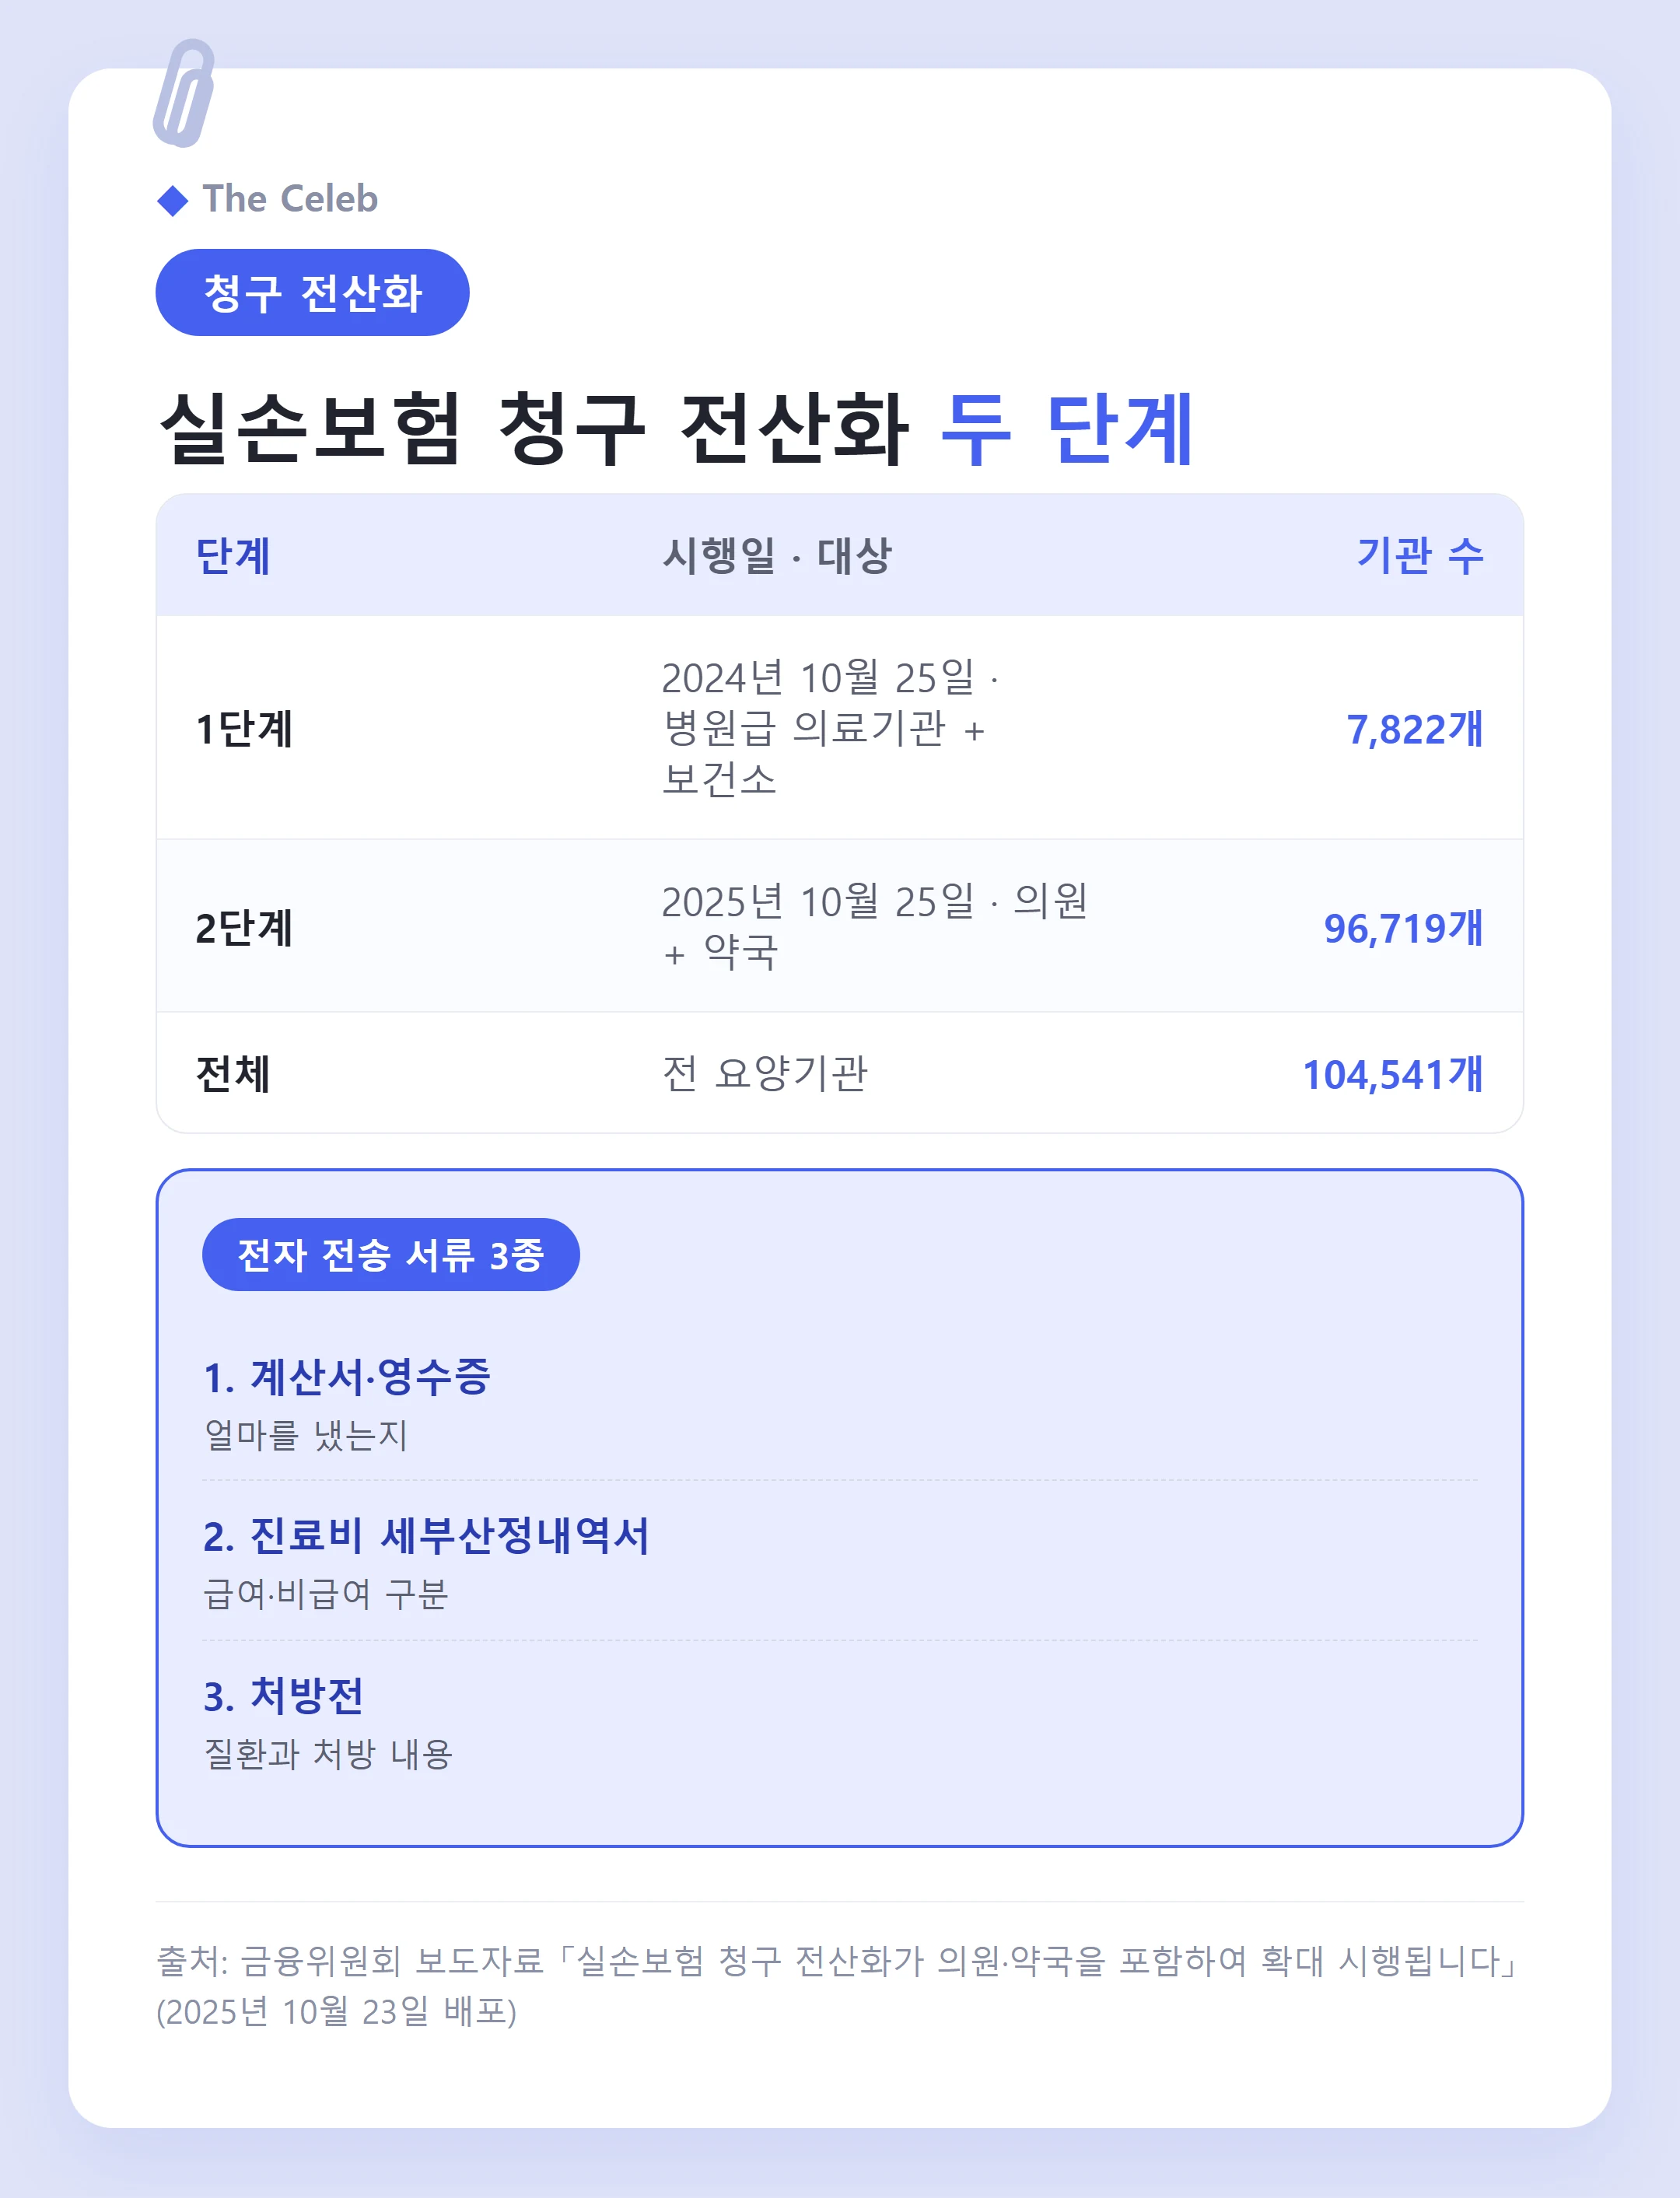 The Celeb
청구 전산화
실손보험 청구 전산화 두 단계
단계 시행일 · 대상 기관 수
1단계
2024년 10월 25일 ·
병원급 의료기관 +
보건소
7,822개
2단계
2025년 10월 25일 · 의원
+ 약국
96,719개
전체 전 요양기관 104,541개
전자 전송 서류 3종
1. 계산서·영수증
얼마를 냈는지
2. 진료비 세부산정내역서
급여·비급여 구분
3. 처방전
질환과 처방 내용
출처: 금융위원회 보도자료 「실손보험 청구 전산화가 의원·약국을 포함하여 확대 시행됩니다」
(2025년 10월 23일 배포)